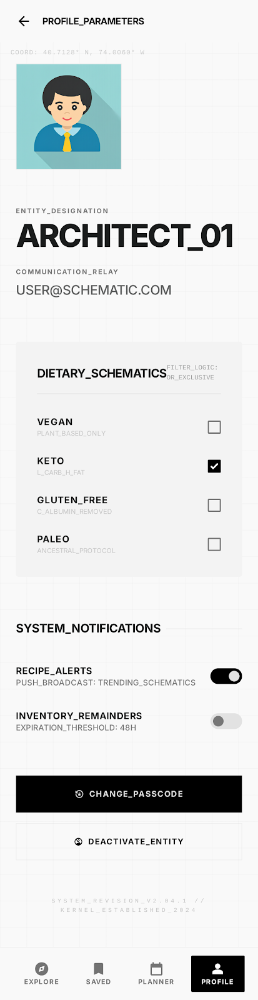 PROFILE_PARAMETERS
COORD: 40.7128° N, 74.0060° W
ENTITY_DESIGNATION
ARCHITECT_01
COMMUNICATION_RELAY
USER@SCHEMATIC.COM
DIETARY_SCHEMATICS
FILTER_LOGIC:
OR_EXCLUSIVE
VEGAN
PLANT_BASED_ONLY
KETO
L_CARB_H_FAT
GLUTEN_FREE
C_ALBUMIN_REMOVED
PALEO
ANCESTRAL_PROTOCOL
SYSTEM_NOTIFICATIONS
RECIPE_ALERTS
PUSH_BROADCAST: TRENDING_SCHEMATICS
INVENTORY_REMAINDERS
EXPIRATION_THRESHOLD: 48H
CHANGE_PASSCODE
DEACTIVATE_ENTITY
SYSTEM_REVISION_V2.04.1 //
KERNEL_ESTABLISHED_2024
EXPLORE
SAVED
PLANNER
PROFILE